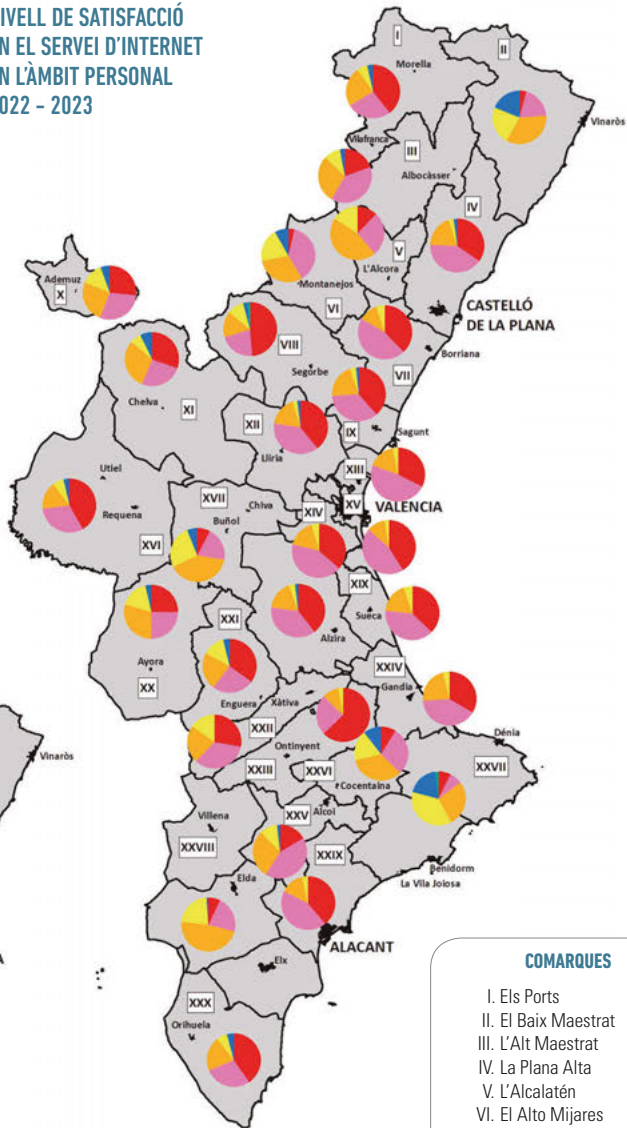 IVELL DE SATISFACCIÓ
N EL SERVEI D'INTERNET
N L'ÀMBIT PERSONAL
022 - 2023
I
II
Morella
Vinaròs
Vilafranca
III
Albocàsser
IV
V
L'Alcora
Ademuz
X
Montanejos
VI
CASTELLÓ
DE LA PLANA
VIII
Borriana
Segorbe
VII
Chelva
XI
XII
IX
Sagunt
Llíria
XIII
Utiel
XVII
XV
VALENCIA
Requena
Chiva
XIV
Buñol
XVI
XIX
XXI
Sueca
Alzira
Ayora
XX
XXIV
Gandia
Enguera
Xàtiva
XXII
Dénia
Vinaròs
Ontinyent
XXIII
XXVI
XXVII
Cocentaina
Villena
XXV
Alcoi
XXVIII
XXIX
Elda
Benidorm
La Vila Joiosa
ALACANT
Elx
XXX
Orihuela
COMARQUES
I. Els Ports
II. El Baix Maestrat
III. L'Alt Maestrat
IV. La Plana Alta
V. L'Alcalatén
VI. El Alto Mijares